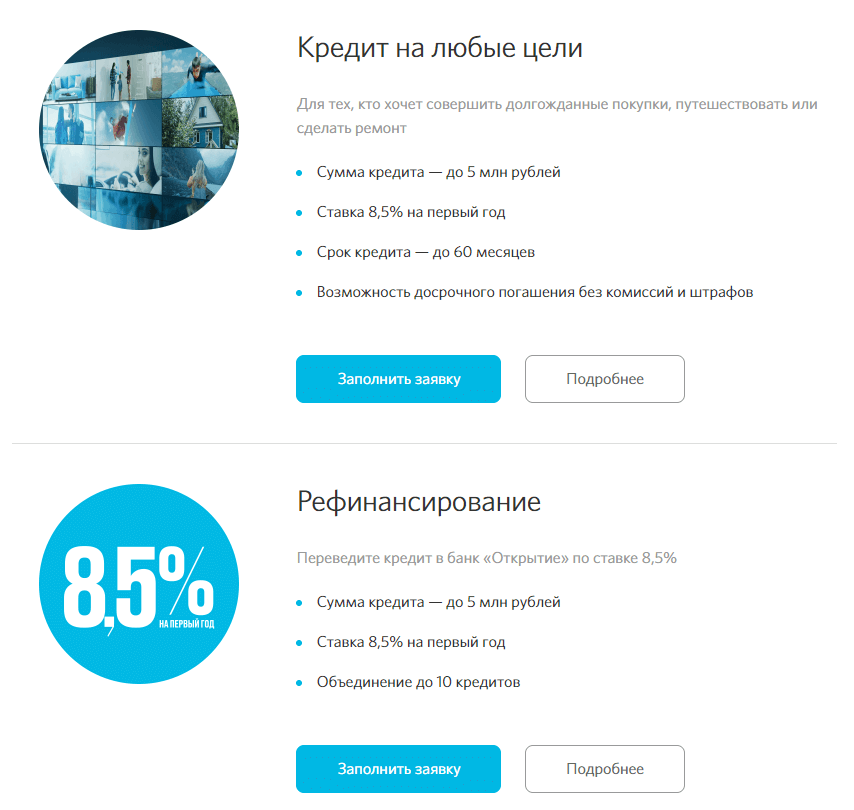 Кредит на любые цели
Для тех, кто хочет совершить долгожданные покупки, путешествовать или
сделать ремонт
Сумма кредита — до 5 млн рублей
Ставка 8,5% на первый год
Срок кредита — до 60 месяцев
Возможность досрочного погашения без комиссий и штрафов
Заполнить заявку
Подробнее
8,5%
НА ПЕРВЫЙ ГОД
Рефинансирование
Переведите кредит в банк «Открытие» по ставке 8,5%
Сумма кредита — до 5 млн рублей
Ставка 8,5% на первый год
Объединение до 10 кредитов
Заполнить заявку
Подробнее